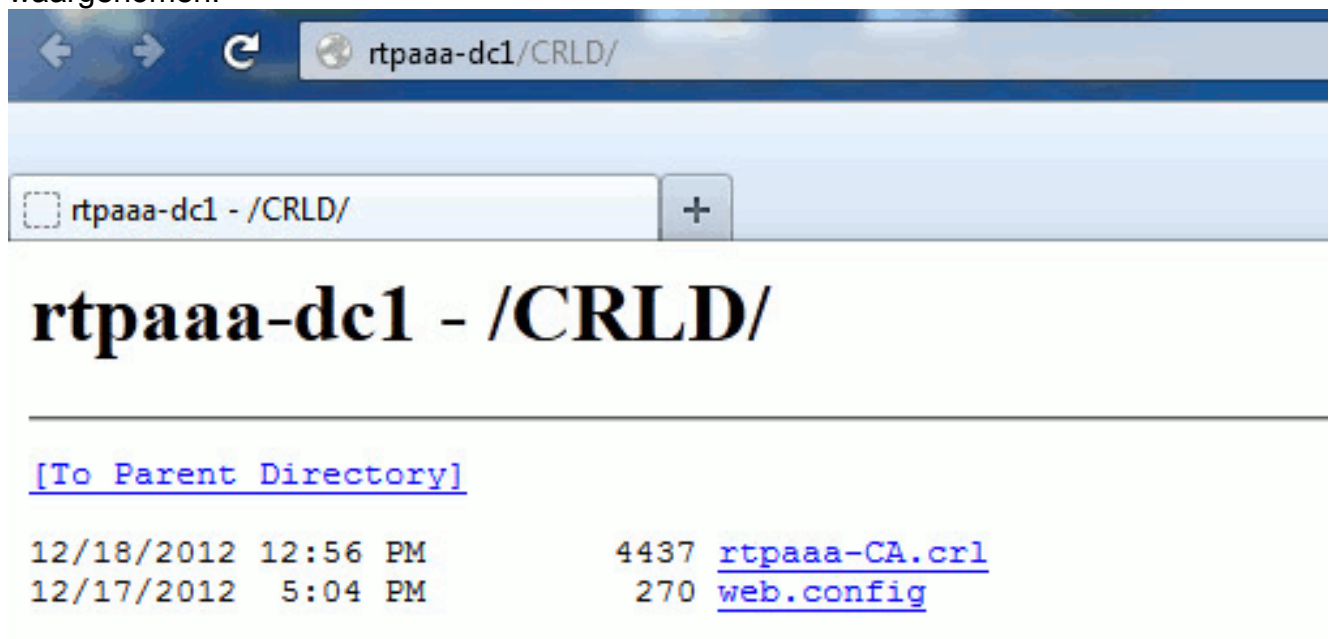 waargenomen.
rtpaaa-dc1/CRLD/
rtpaaa-dc1 - /CRLD/
rtpaaa-dc1 - /CRLD/
[To Parent Directory]
12/18/2012 12:56 PM 4437 rtpaaa-CA.crl
12/17/2012 5:04 PM 270 web.config